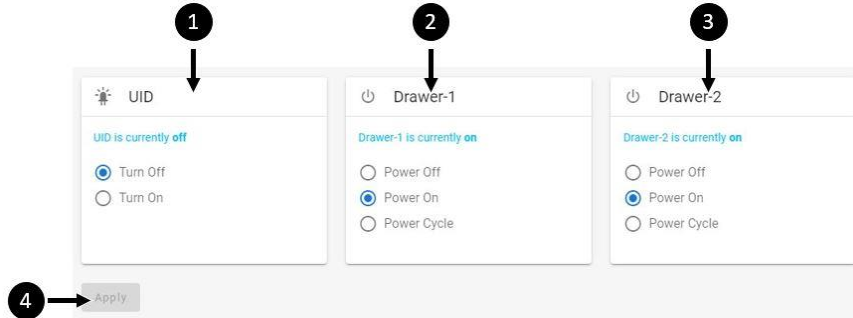 1
2
3
UID
Drawer-1
Drawer-2
UID is currently off
Drawer-1 is currently on
Drawer-2 is currently on
Turn Off
Power Off
Power Off
Turn On
Power On
Power On
Power Cycle
Power Cycle
4
Apply